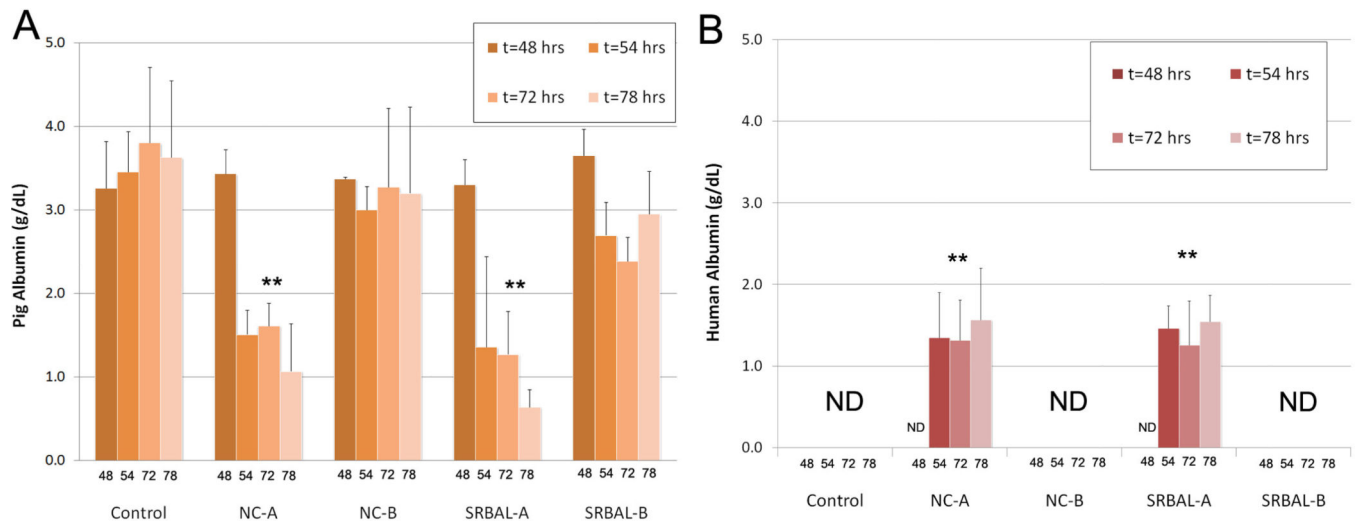 A
5.0
4.0
3.0
2.0
1.0
0.0
Pig Albumin (g/dL)
t=48 hrs t=54 hrs
t=72 hrs t=78 hrs
**
**
48 54 72 78 48 54 72 78 48 54 72 78 48 54 72 78 48 54 72 78
Control NC-A NC-B SRBAL-A SRBAL-B
B
5.0
4.0
3.0
2.0
1.0
0.0
Human Albumin (g/dL)
t=48 hrs t=54 hrs
t=72 hrs t=78 hrs
** **
ND ND ND
ND ND
48 54 72 78 48 54 72 78 48 54 72 78 48 54 72 78 48 54 72 78
Control NC-A NC-B SRBAL-A SRBAL-B